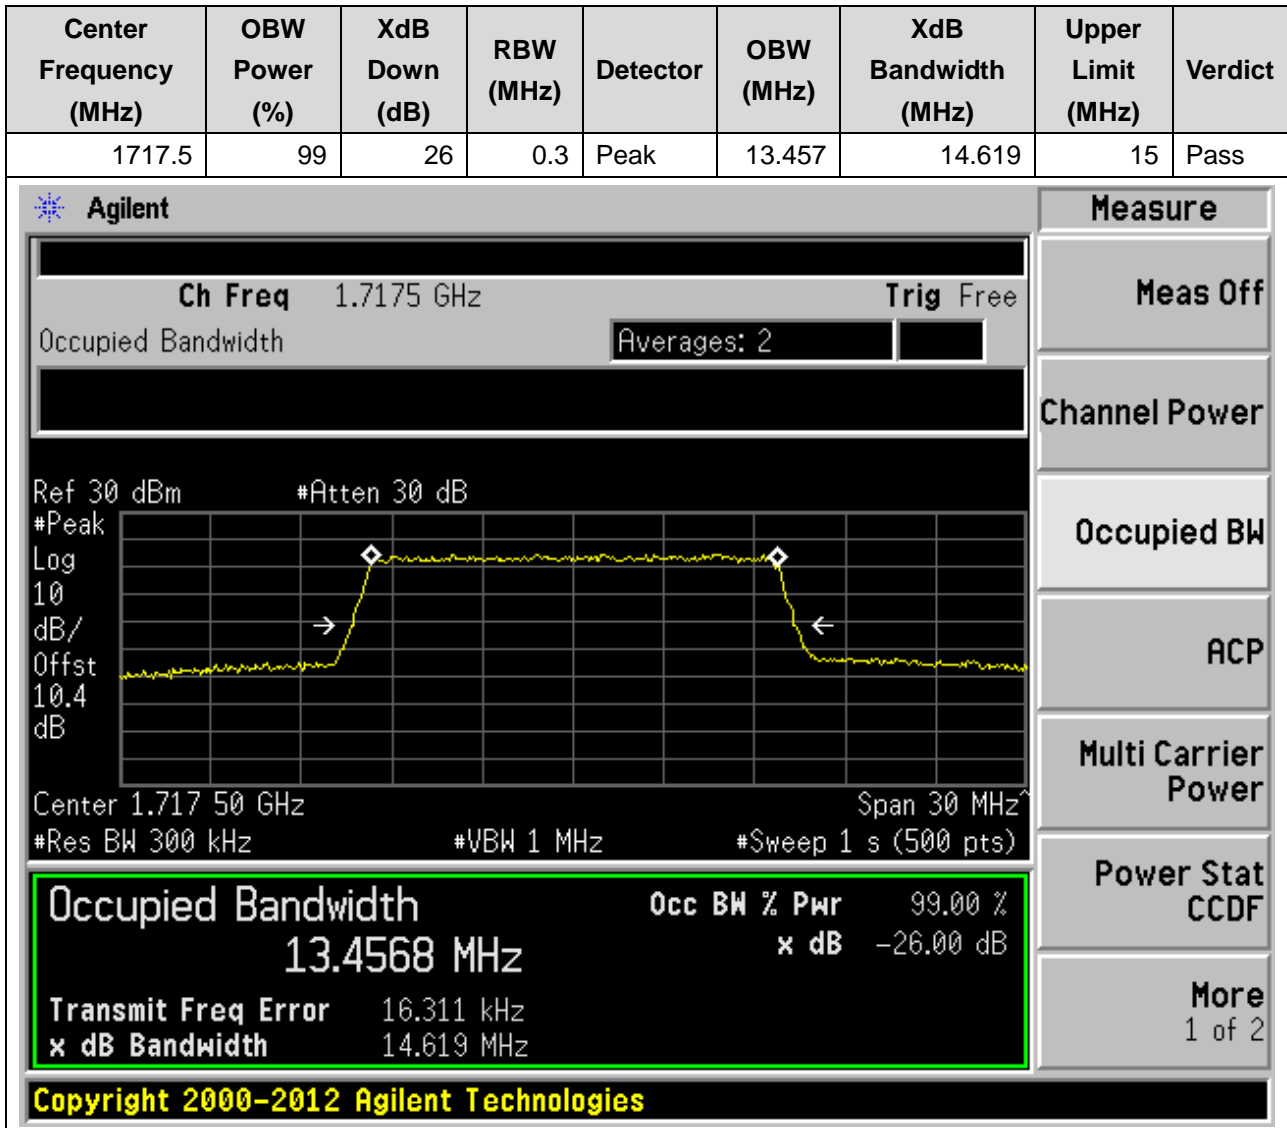 Center Frequency (MHz) OBW Power (%) XdB Down (dB) RBW (MHz) Detector OBW (MHz) XdB Bandwidth (MHz) Upper Limit (MHz) Verdict
1717.5 99 26 0.3 Peak 13.457 14.619 15 Pass
Agilent
Measure
Ch Freq 1.7175 GHz Trig Free
Meas Off
Occupied Bandwidth Averages: 2
Channel Power
Ref 30 dBm #Atten 30 dB
#Peak
Log
10
dB/
Offst
10.4
dB
Occupied BW
ACP
Multi Carrier
Power
Center 1.717 50 GHz Span 30 MHz^
#Res BW 300 kHz #VBW 1 MHz #Sweep 1 s (500 pts)
Power Stat
CCDF
Occupied Bandwidth Occ BW % Pwr 99.00 %
13.4568 MHz x dB -26.00 dB
Transmit Freq Error 16.311 kHz
x dB Bandwidth 14.619 MHz
More
1 of 2
Copyright 2000-2012 Agilent Technologies